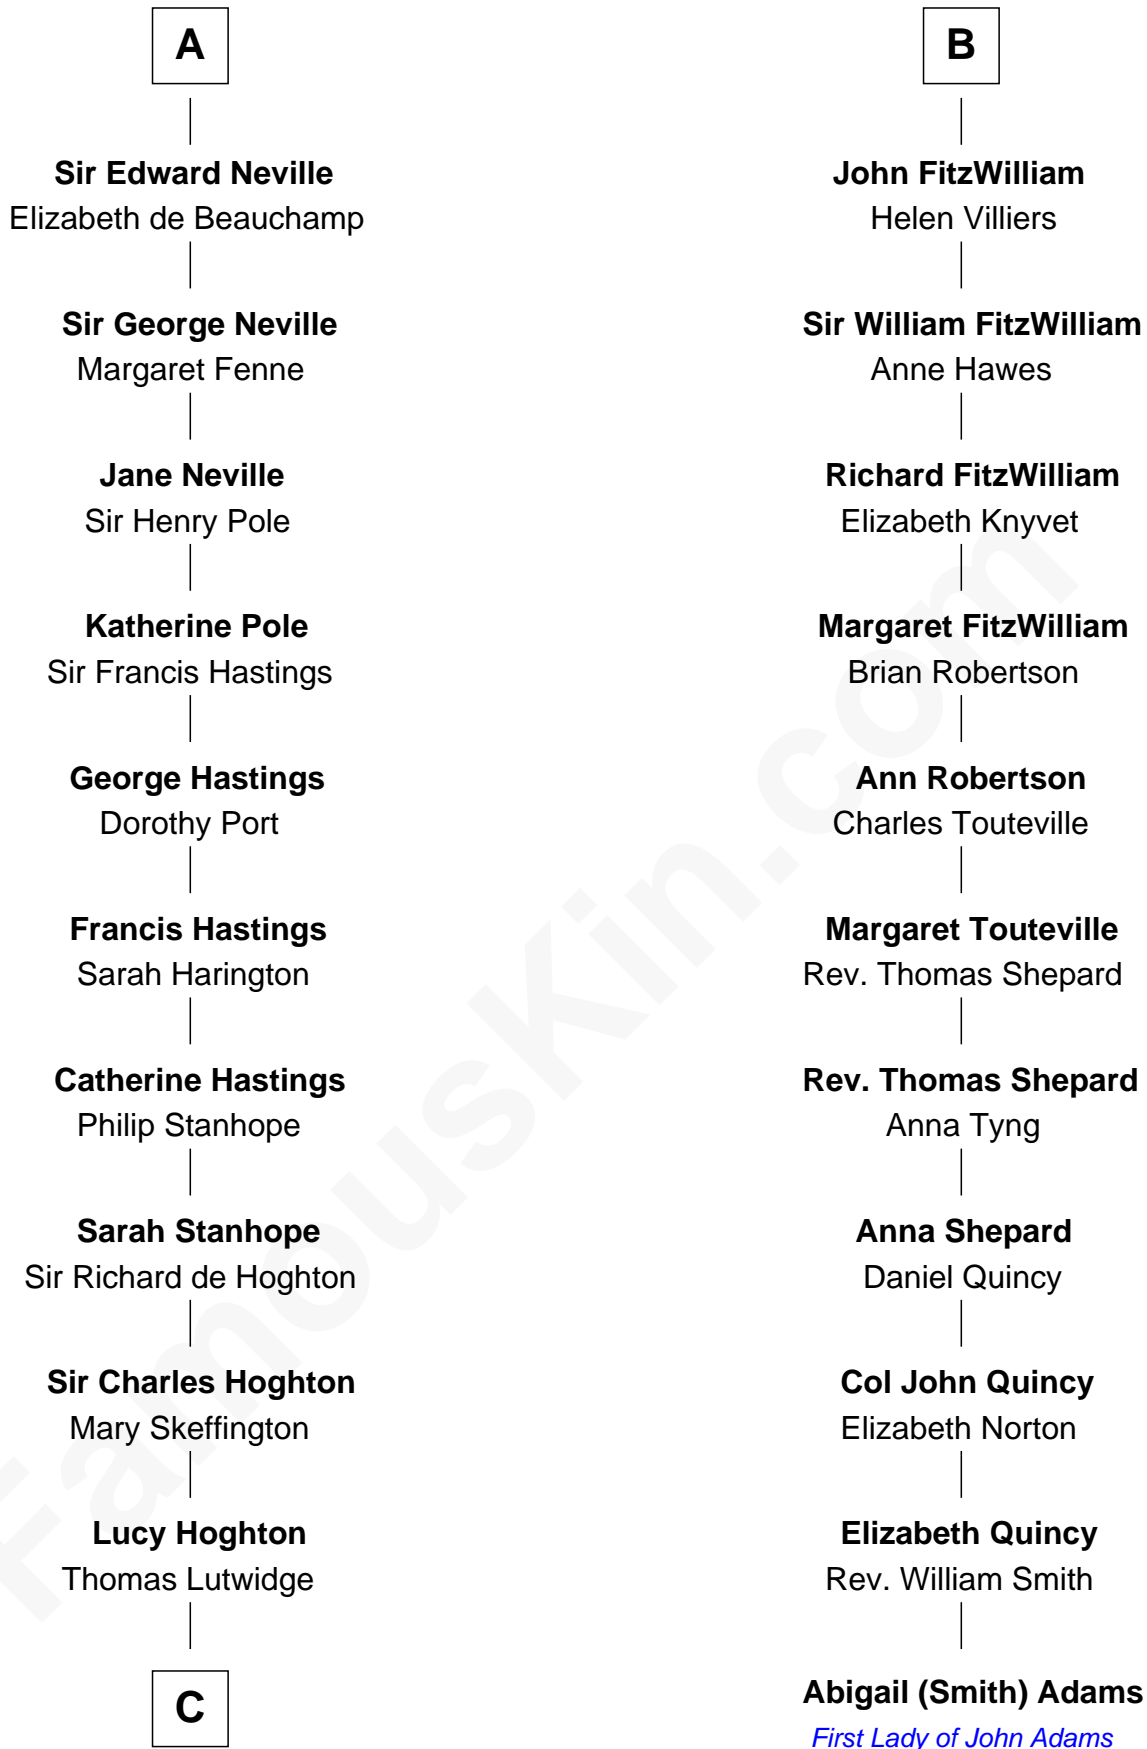 A
Sir Edward Neville
Elizabeth de Beauchamp
Sir George Neville
Margaret Fenne
Jane Neville
Sir Henry Pole
Katherine Pole
Sir Francis Hastings
George Hastings
Dorothy Port
Francis Hastings
Sarah Harington
Catherine Hastings
Philip Stanhope
Sarah Stanhope
Sir Richard de Hoghton
Sir Charles Hoghton
Mary Skeffington
Lucy Hoghton
Thomas Lutwidge
C
B
John FitzWilliam
Helen Villiers
Sir William FitzWilliam
Anne Hawes
Richard FitzWilliam
Elizabeth Knyvet
Margaret FitzWilliam
Brian Robertson
Ann Robertson
Charles Touteville
Margaret Touteville
Rev. Thomas Shepard
Rev. Thomas Shepard
Anna Tyng
Anna Shepard
Daniel Quincy
Col John Quincy
Elizabeth Norton
Elizabeth Quincy
Rev. William Smith
Abigail (Smith) Adams
First Lady of John Adams
FamousKin.com